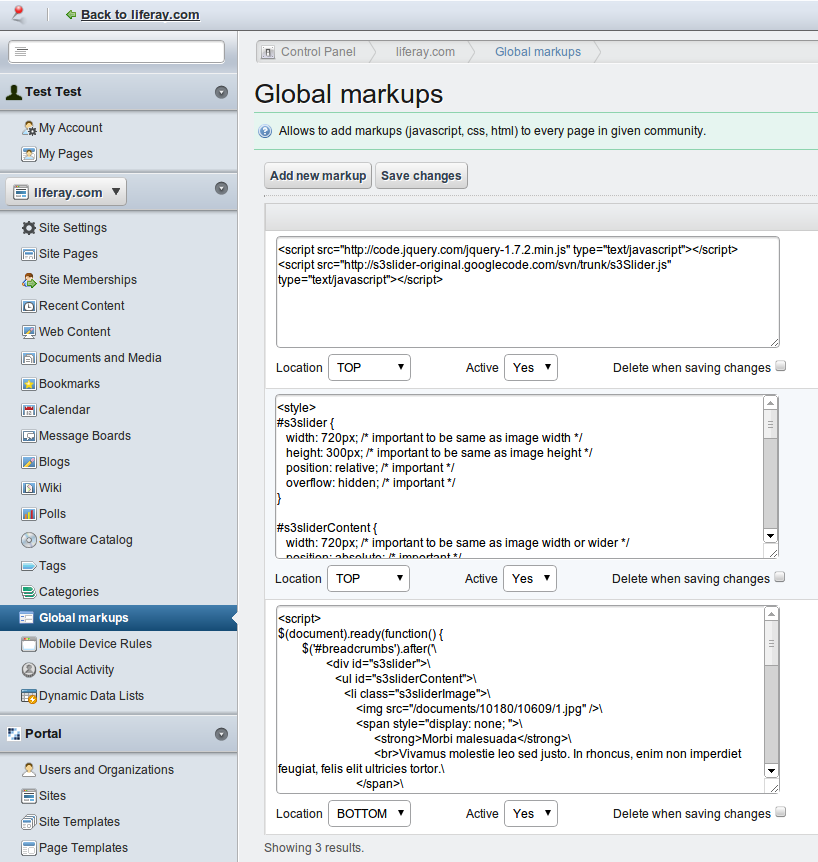 Back to liferay.com
Test Test
My Account
My Pages
liferay.com
Site Settings
Site Pages
Site Memberships
Recent Content
Web Content
Documents and Media
Bookmarks
Calendar
Message Boards
Blogs
Wiki
Polls
Software Catalog
Tags
Categories
Global markups
Mobile Device Rules
Social Activity
Dynamic Data Lists
Portal
Users and Organizations
Sites
Site Templates
Page Templates
Control Panel liferay.com Global markups
Global markups
Allows to add markups (javascript, css, html) to every page in given community.
Add new markup Save changes
<script src="http://code.jquery.com/jquery-1.7.2.min.js" type="text/javascript"></script>
<script src="http://s3slider-original.googlecode.com/svn/trunk/s3Slider.js"
type="text/javascript"></script>
Location TOP Active Yes Delete when saving changes
<style>
#s3slider {
width: 720px; /* important to be same as image width */
height: 300px; /* important to be same as image height */
position: relative; /* important */
overflow: hidden; /* important */
}
#s3sliderContent {
width: 720px; /* important to be same as image width or wider */
position: absolute; /* important */
Location TOP Active Yes Delete when saving changes
<script>
$(document).ready(function() {
$('#breadcrumbs').after('\
<div id="s3slider">\
<ul id="s3sliderContent">\
<li class="s3sliderImage">\
<img src="/documents/10180/10609/1.jpg" />\
<span style="display: none; ">\
<strong>Morbi malesuada</strong>\
<br>Vivamus molestie leo sed justo. In rhoncus, enim non imperdiet
feugiat, felis elit ultricies tortor.\
</span>\
Location BOTTOM Active Yes Delete when saving changes
Showing 3 results.